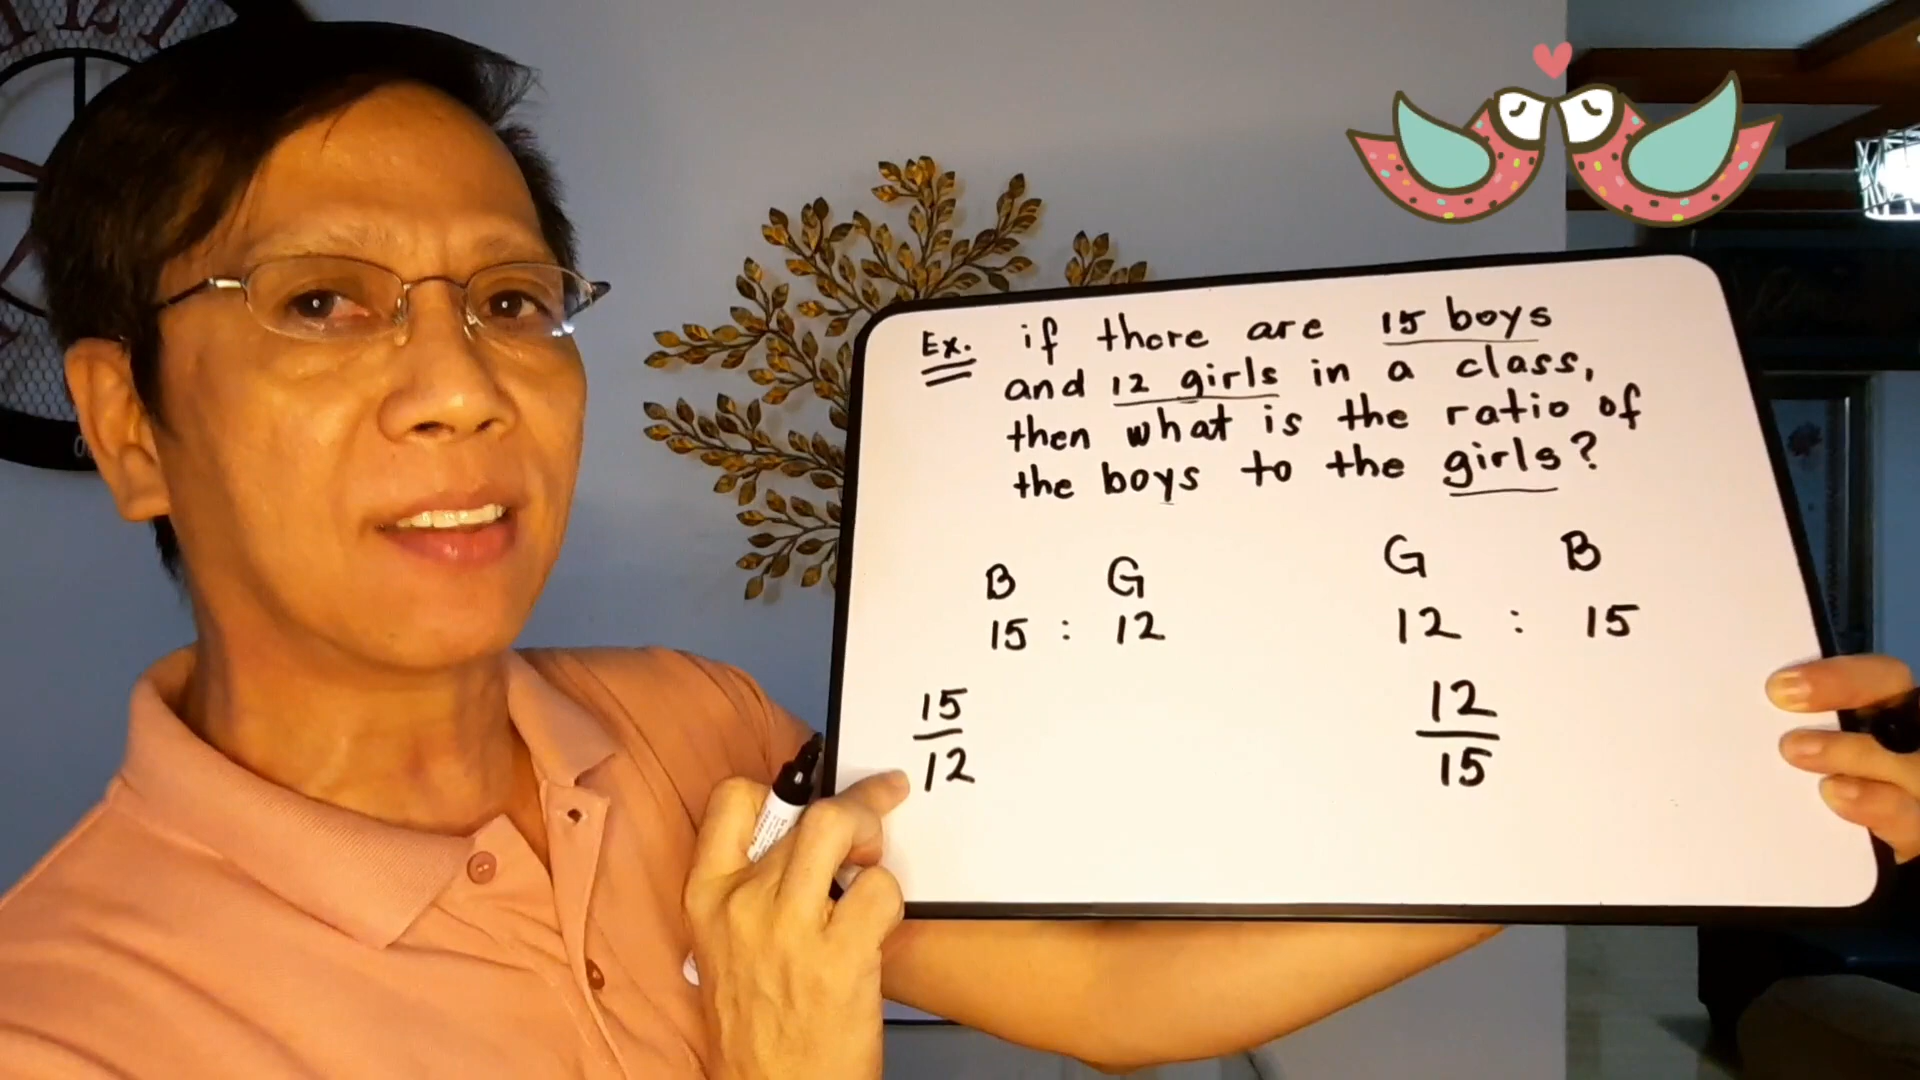 Ex. if there are 15 boys
and 12 girls in a class,
then what is the ratio of
the boys to the girls?
B G
15 : 12
15
12
G B
12 : 15
12
15
12